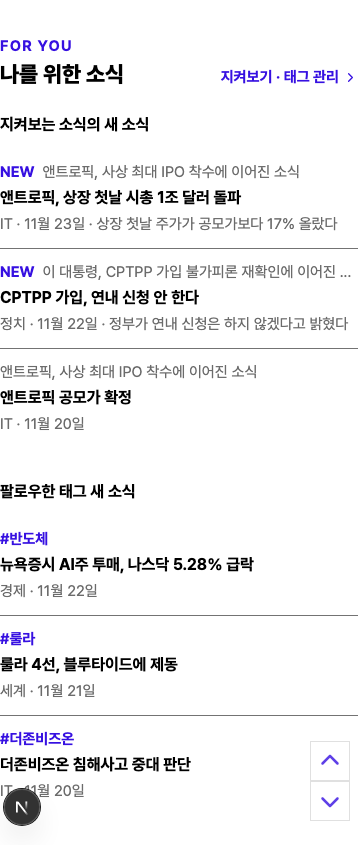 FOR YOU
나를 위한 소식
지켜보기 · 태그 관리
지켜보는 소식의 새 소식
NEW 앤트로픽, 사상 최대 IPO 착수에 이어진 소식
앤트로픽, 상장 첫날 시총 1조 달러 돌파
IT · 11월 23일 · 상장 첫날 주가가 공모가보다 17% 올랐다
NEW 이 대통령, CPTPP 가입 불가피론 재확인에 이어진 ...
CPTPP 가입, 연내 신청 안 한다
정치 · 11월 22일 · 정부가 연내 신청은 하지 않겠다고 밝혔다
앤트로픽, 사상 최대 IPO 착수에 이어진 소식
앤트로픽 공모가 확정
IT · 11월 20일
팔로우한 태그 새 소식
#반도체
뉴욕증시 AI주 투매, 나스닥 5.28% 급락
경제 · 11월 22일
#룰라
룰라 4선, 블루타이드에 제동
세계 · 11월 21일
#더존비즈온
더존비즈온 침해사고 중대 판단
IT · 11월 20일
N